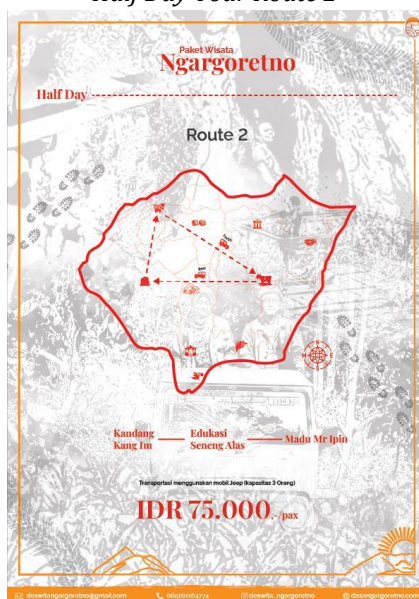 Half Day Tour Route 2
Paket Wisata
Ngargoretno
Half Day
Route 2
Kandang
Kang Im
Edukasi
Seneng Alas
Madu Mr Ipin
Transportasi menggunakan mobil Jeep (kapasitas 3 Orang)
IDR 75.000,-/pax
deswitangargoretno@gmail.com
deswita_ngargoretno
desangargoretno.com